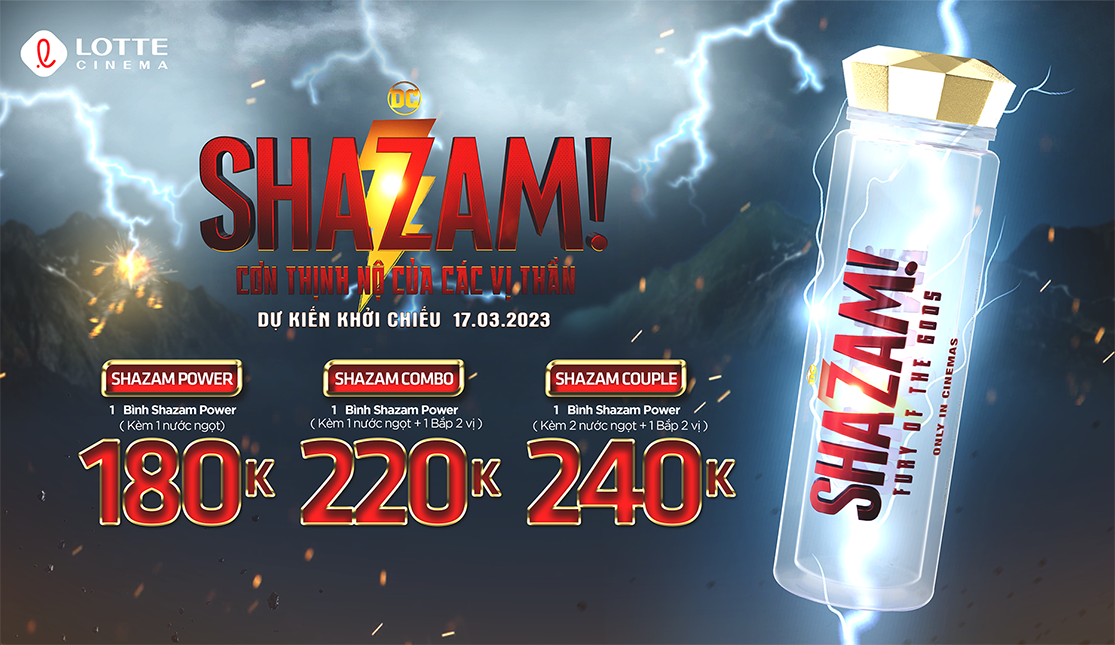 LOTTE
CINEMA
DC
SHAZAM!
CƠN THỊNH NỘ CỦA CÁC VỊ THẦN
DỰ KIẾN KHỞI CHIẾU 17.03.2023
SHAZAM POWER
1 Bình Shazam Power
( Kèm 1 nước ngọt)
180K
SHAZAM COMBO
1 Bình Shazam Power
( Kèm 1 nước ngọt + 1 Bắp 2 vị )
220K
SHAZAM COUPLE
1 Bình Shazam Power
( Kèm 2 nước ngọt + 1 Bắp 2 vị )
240K
DC
SHAZAM!
FURY OF THE GODS
ONLY IN CINEMAS